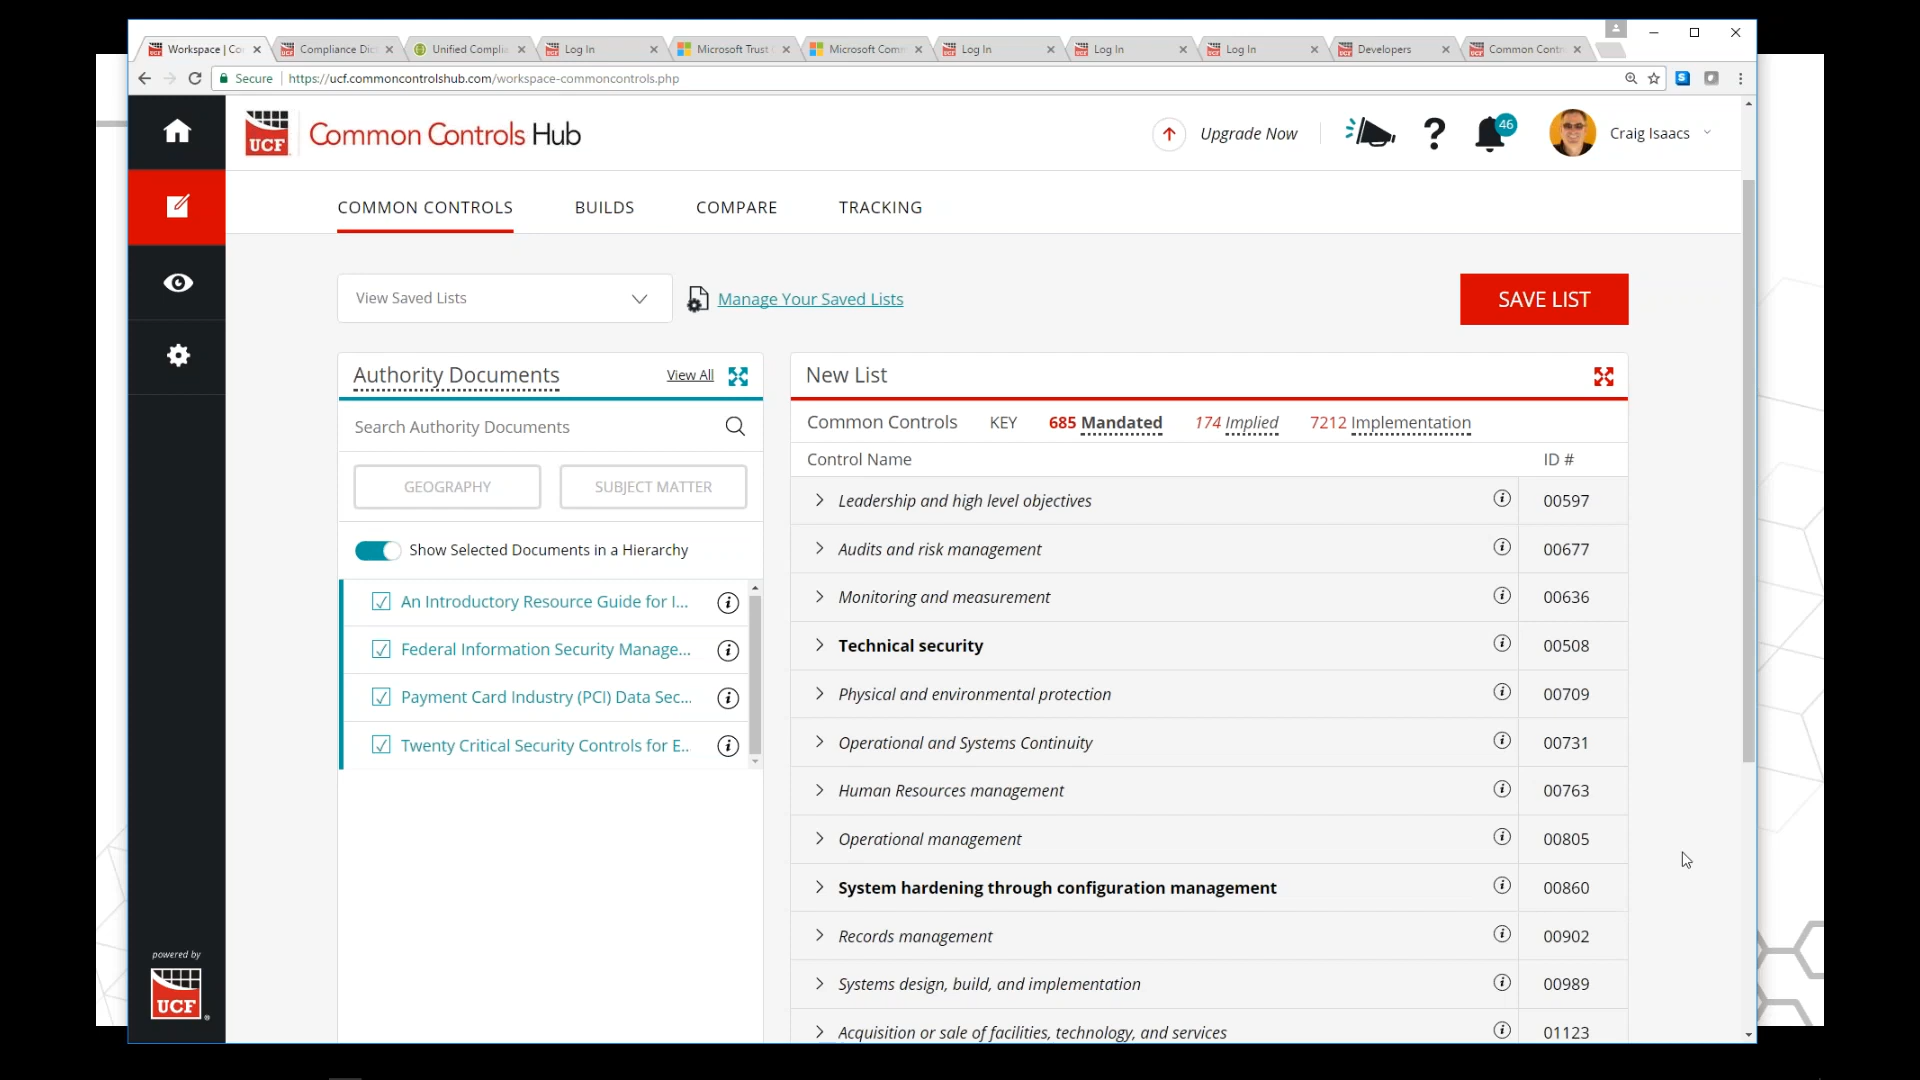 Workspace | Co
Compliance Dic
Unified Complia
Log In
Microsoft Trust
Microsoft Com
Log In
Log In
Log In
Developers
Common Contr
Secure
https://ucf.commoncontrolshub.com/workspace-commoncontrols.php
UCF
Common Controls Hub
Upgrade Now
46
Craig Isaacs
COMMON CONTROLS
BUILDS
COMPARE
TRACKING
View Saved Lists
Manage Your Saved Lists
SAVE LIST
Authority Documents
View All
Search Authority Documents
GEOGRAPHY
SUBJECT MATTER
Show Selected Documents in a Hierarchy
An Introductory Resource Guide for I...
Federal Information Security Manage...
Payment Card Industry (PCI) Data Sec...
Twenty Critical Security Controls for E...
New List
Common Controls KEY 685 Mandated 174 Implied 7212 Implementation
Control Name ID #
Leadership and high level objectives 00597
Audits and risk management 00677
Monitoring and measurement 00636
Technical security 00508
Physical and environmental protection 00709
Operational and Systems Continuity 00731
Human Resources management 00763
Operational management 00805
System hardening through configuration management 00860
Records management 00902
Systems design, build, and implementation 00989
Acquisition or sale of facilities, technology, and services 01123
powered by
UCF